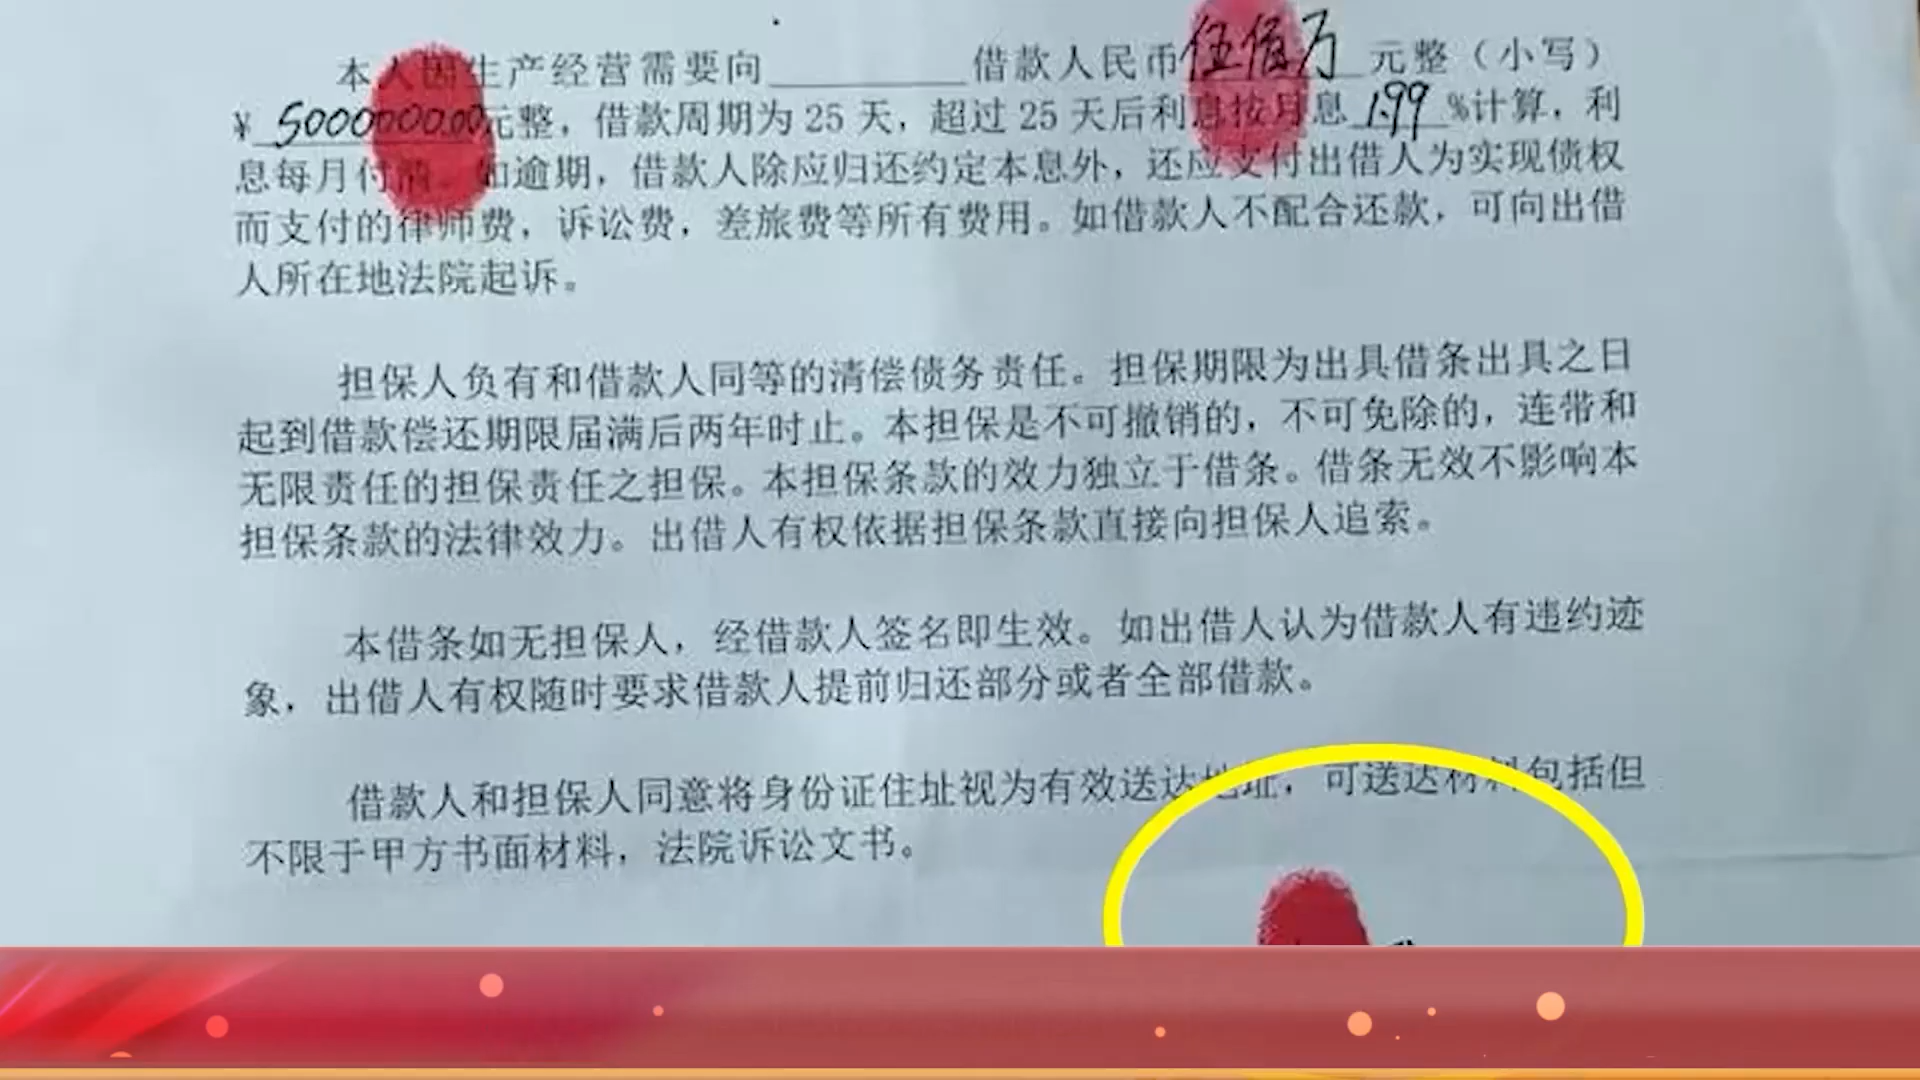 本人因生产经营需要向__________借款人民币伍佰万元整（小写）
¥5000000.00元整，借款周期为25天，超过25天后利息按月息1.99%计算，利
息每月付清。如逾期，借款人除应归还约定本息外，还应支付出借人为实现债权
而支付的律师费，诉讼费，差旅费等所有费用。如借款人不配合还款，可向出借
人所在地法院起诉。
担保人负有和借款人同等的清偿债务责任。担保期限为出具借条出具之日
起到借款偿还期限届满后两年时止。本担保是不可撤销的，不可免除的，连带和
无限责任的担保责任之担保。本担保条款的效力独立于借条。借条无效不影响本
担保条款的法律效力。出借人有权依据担保条款直接向担保人追索。
本借条如无担保人，经借款人签名即生效。如出借人认为借款人有违约迹
象，出借人有权随时要求借款人提前归还部分或者全部借款。
借款人和担保人同意将身份证住址视为有效送达地址，可送达材料包括但
不限于甲方书面材料，法院诉讼文书。